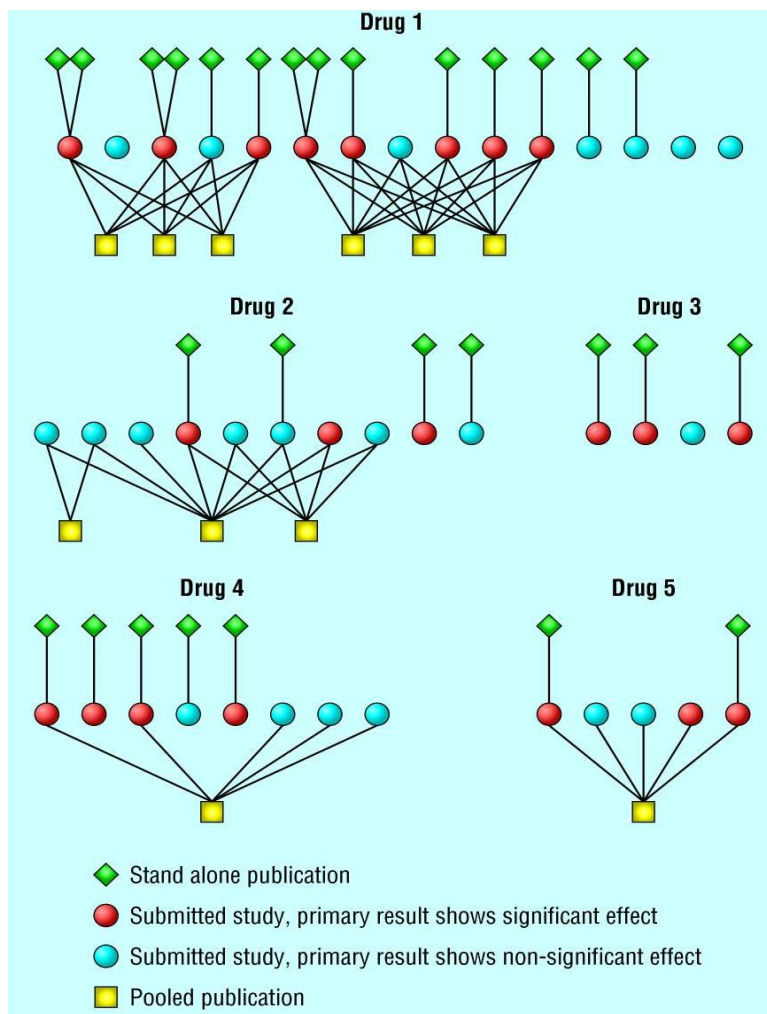 Drug 1
Drug 2
Drug 3
Drug 4
Drug 5
Stand alone publication
Submitted study, primary result shows significant effect
Submitted study, primary result shows non-significant effect
Pooled publication